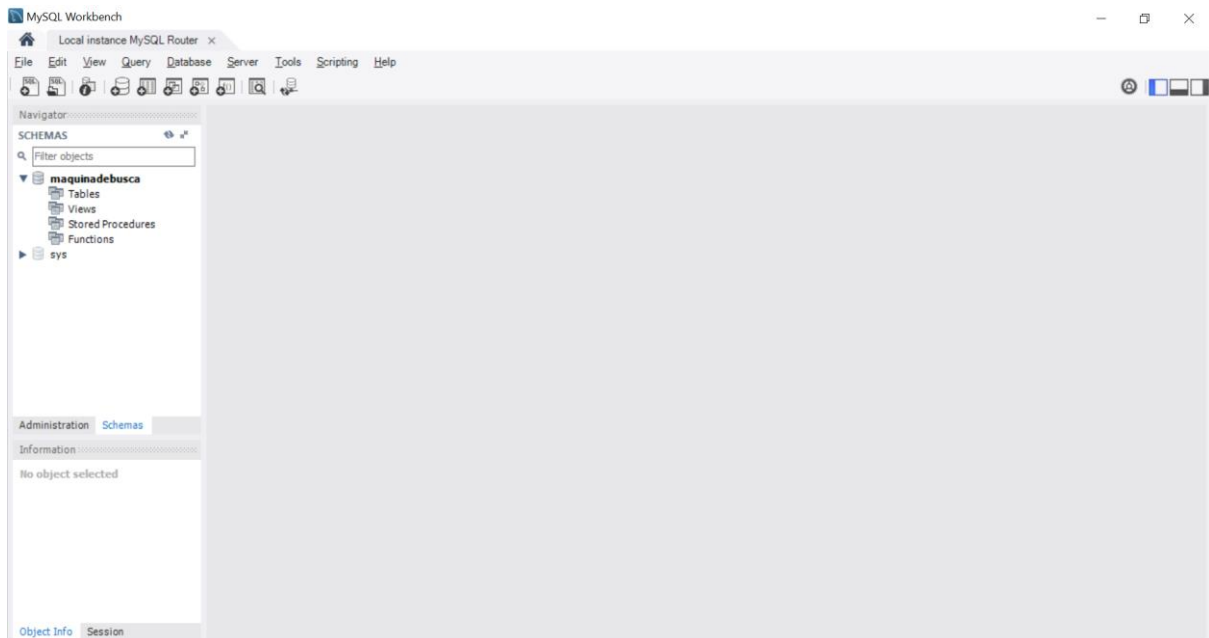 MySQL Workbench
Local instance MySQL Router
File Edit View Query Database Server Tools Scripting Help
Navigator
SCHEMAS
Filter objects
maquinadebusca
Tables
Views
Stored Procedures
Functions
sys
Administration Schemas
Information
No object selected
Object Info Session